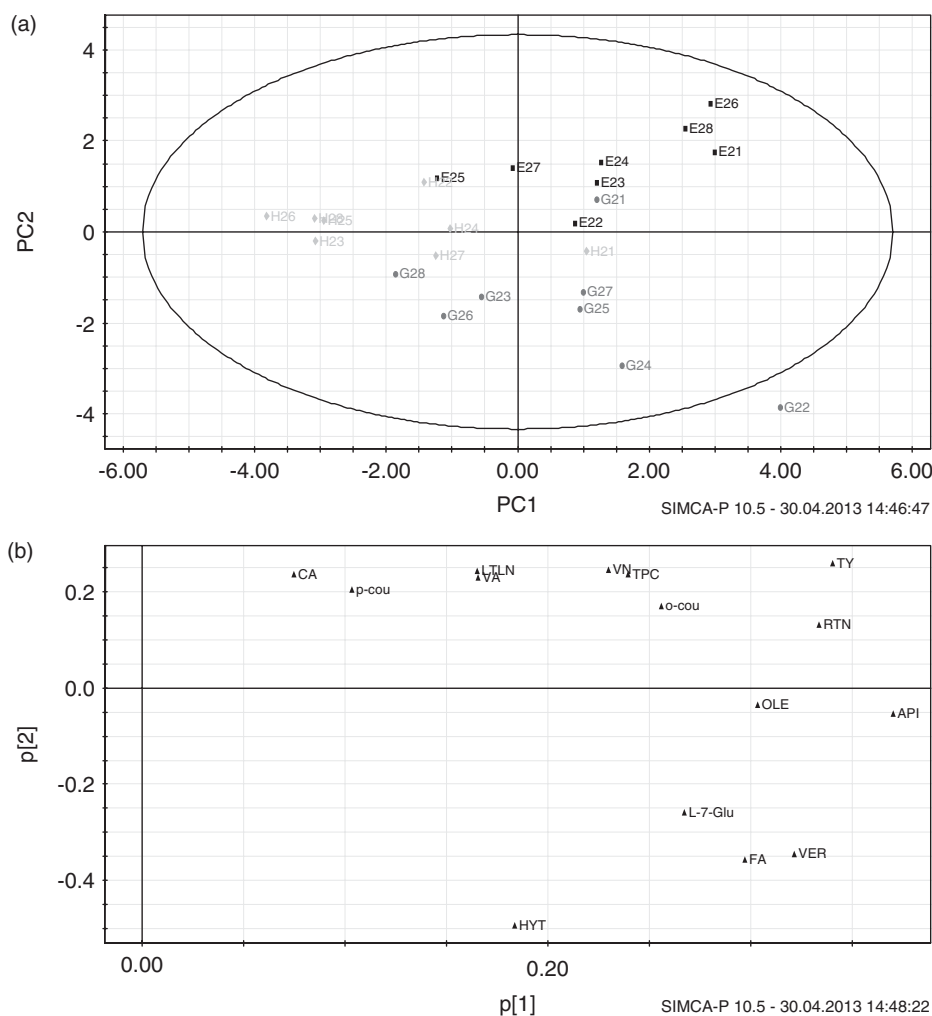 (a)
4
2
0
-2
-4
PC2
E26
E28
E21
E24
E27
E25
E23
G21
H26
H25
E22
H24
H23
H21
H27
G28
G27
G23
G25
G26
G24
G22
-6.00 -4.00 -2.00 0.00 2.00 4.00 6.00
PC1
SIMCA-P 10.5 - 30.04.2013 14:46:47
(b)
0.2
0.0
-0.2
-0.4
p[2]
TY
CA
LTLN
VA
VN
TPC
p-cou
o-cou
RTN
OLE
API
L-7-Glu
FA
VER
HYT
0.00 0.20
p[1]
SIMCA-P 10.5 - 30.04.2013 14:48:22